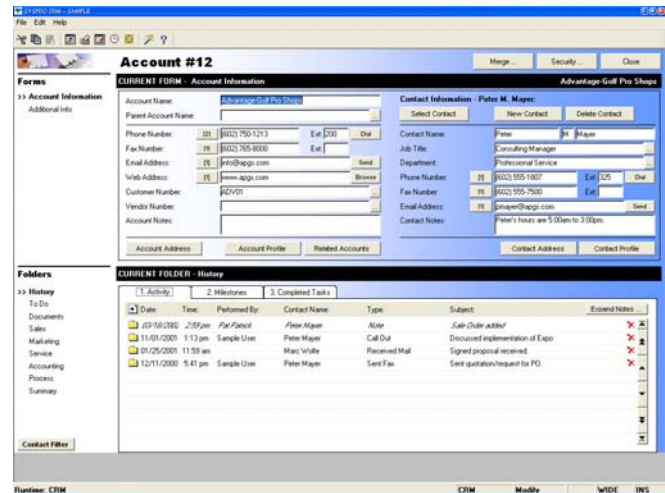 SYSPRO CRM - SAMPLE
File Edit Help
Account #12
Merge ... Security ... Close
Forms
CURRENT FORM - Account Information Advantage Golf Pro Shops
>> Account Information
Additional Info
Account Name: Advantage Golf Pro Shops
Contact Information - Peter M. Mayer:
Parent Account Name:
Select Contact New Contact Delete Contact
Phone Number: (602) 750-1213 Ext: 200 Dial
Contact Name: Peter M Mayer
Fax Number: (602) 765-8000 Ext:
Job Title: Consulting Manager
Email Address: info@apgs.com Send
Department: Professional Service
Web Address: www.apgs.com Browse
Phone Number: (602) 555-1807 Ext: 325 Dial
Customer Number: ADV01
Fax Number: (602) 555-7500 Ext:
Vendor Number:
Email Address: pmayer@apgs.com Send
Account Notes:
Contact Notes: Peter's hours are 5:00am to 3:00pm.
Account Address Account Profile Related Accounts
Contact Address Contact Profile
Folders
CURRENT FOLDER - History
>> History
To Do
Documents
Sales
Marketing
Service
Accounting
Process
Summary
1. Activity 2. Milestones 3. Completed Tasks
Date: Time: Performed By: Contact Name: Type: Subject: Expand Notes ...
03/18/2002 2:59 pm Pat Patrick Peter Mayer Note Sale Order added
11/01/2001 1:13 pm Sample User Peter Mayer Call Out Discussed implementation of Expo
01/25/2001 11:59 am Marc Wolfe Received Mail Signed proposal received.
12/11/2000 5:41 pm Sample User Peter Mayer Sent Fax Sent quotation/request for PO.
Contact Filter
Runtime: CRM CRM Modify WIDE INS